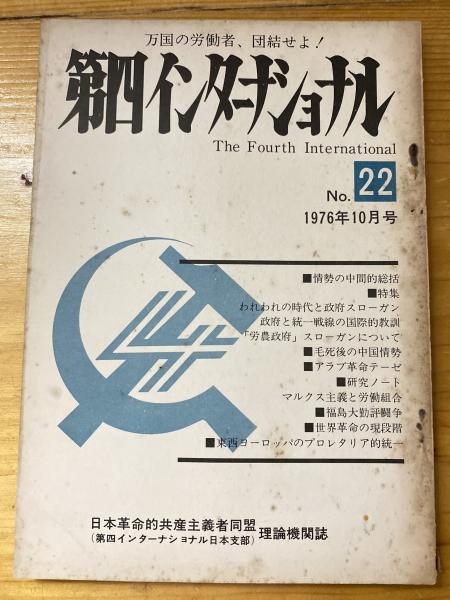 万国の労働者、団結せよ!
第四インターナショナル
The Fourth International
No. 22
1976年10月号
■情勢の中間的総括
■特集
われわれの時代と政府スローガン
政府と統一戦線の国際的教訓
「労農政府」スローガンについて
■毛死後の中国情勢
■アラブ革命テーゼ
■研究ノート
マルクス主義と労働組合
■福島大勤評闘争
■世界革命の現段階
■東西ヨーロッパのプロレタリア的統一
日本革命的共産主義者同盟
(第四インターナショナル日本支部)
理論機関誌